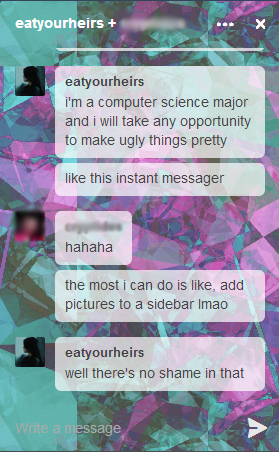 eatyourheirs +
eatyourheirs
i'm a computer science major
and i will take any opportunity
to make ugly things pretty
like this instant messager
hahaha
the most i can do is like, add
pictures to a sidebar lmao
eatyourheirs
well there's no shame in that
Write a message